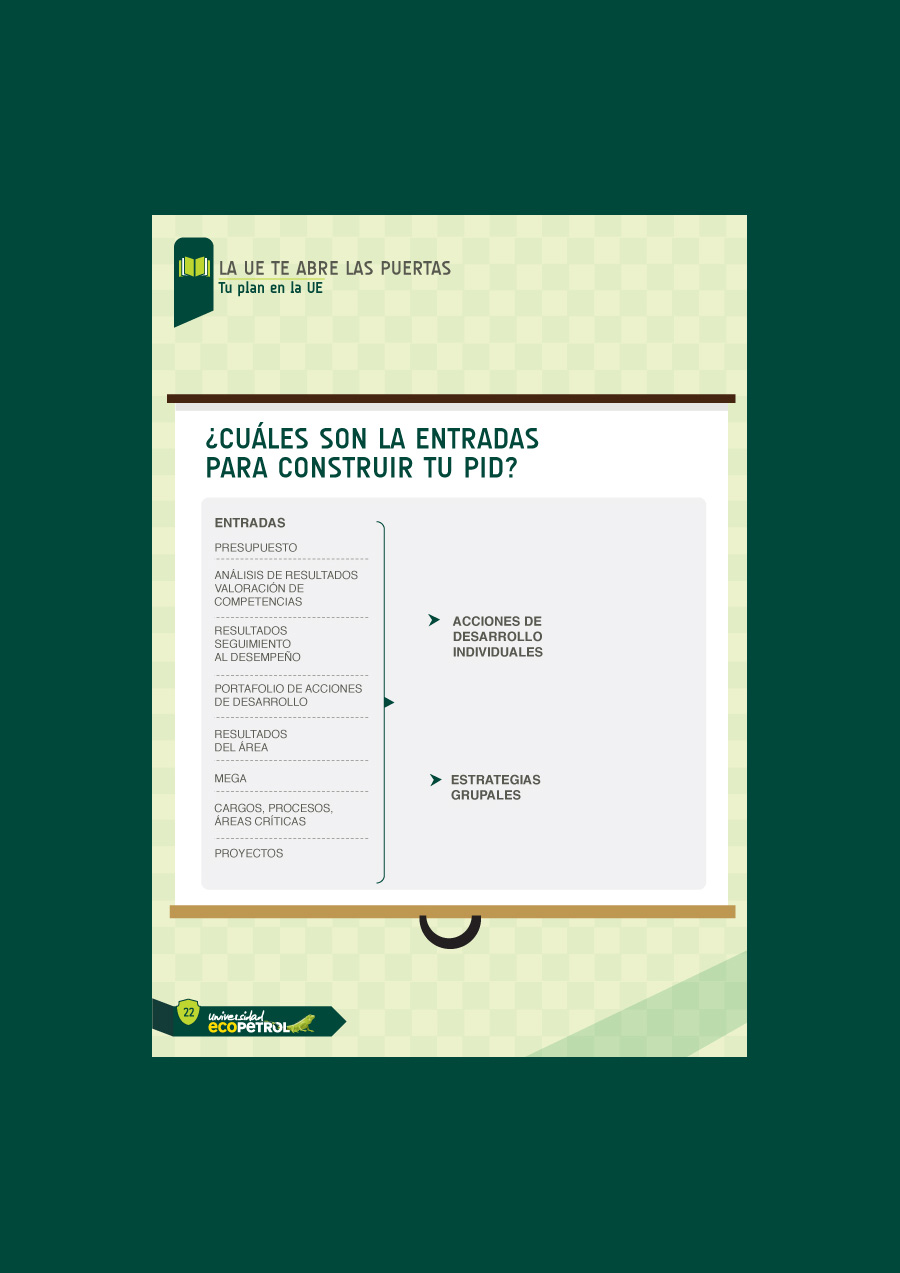 LA UE TE ABRE LAS PUERTAS
Tu plan en la UE
¿CUÁLES SON LA ENTRADAS
PARA CONSTRUIR TU PID?
ENTRADAS
PRESUPUESTO
ANÁLISIS DE RESULTADOS
VALORACIÓN DE
COMPETENCIAS
RESULTADOS
SEGUIMIENTO
AL DESEMPEÑO
PORTAFOLIO DE ACCIONES
DE DESARROLLO
RESULTADOS
DEL ÁREA
MEGA
CARGOS, PROCESOS,
ÁREAS CRÍTICAS
PROYECTOS
ACCIONES DE
DESARROLLO
INDIVIDUALES
ESTRATEGIAS
GRUPALES
22
universidad
ECOPETROL